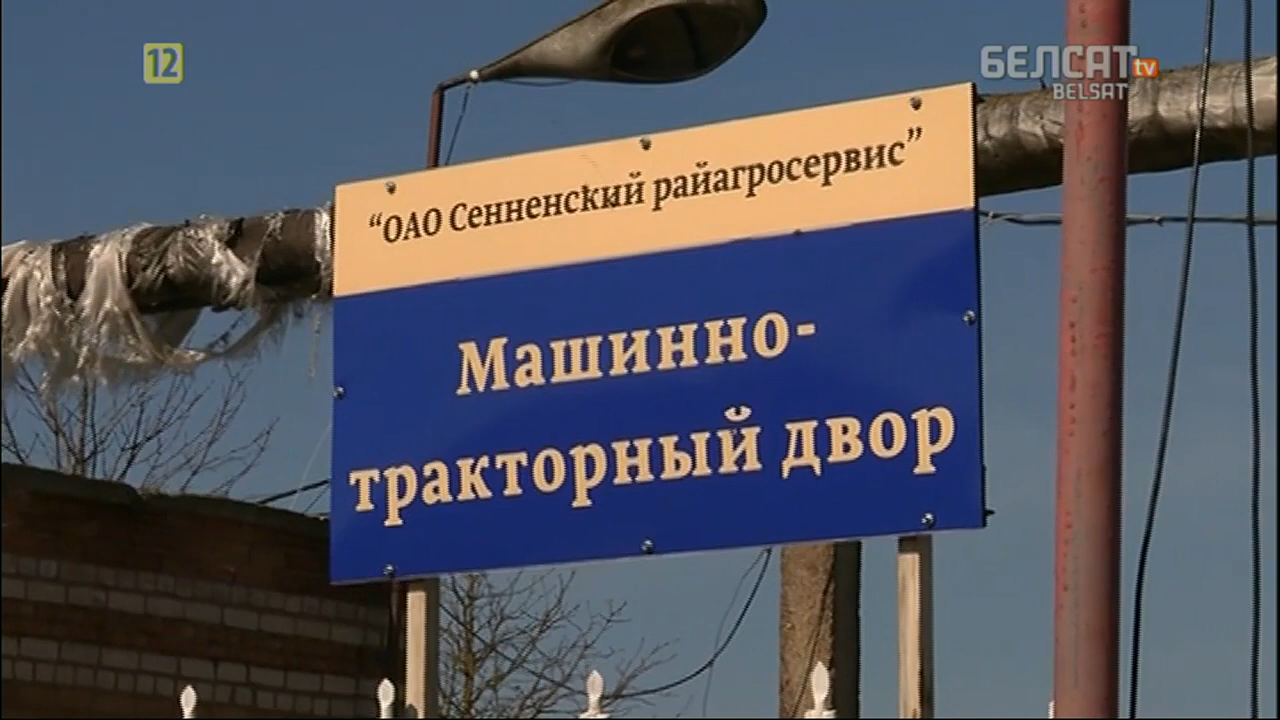 12
БЕЛСАТ tv
BELSAT
“ОАО Сенненский райагросервис”
Машинно-
тракторный двор